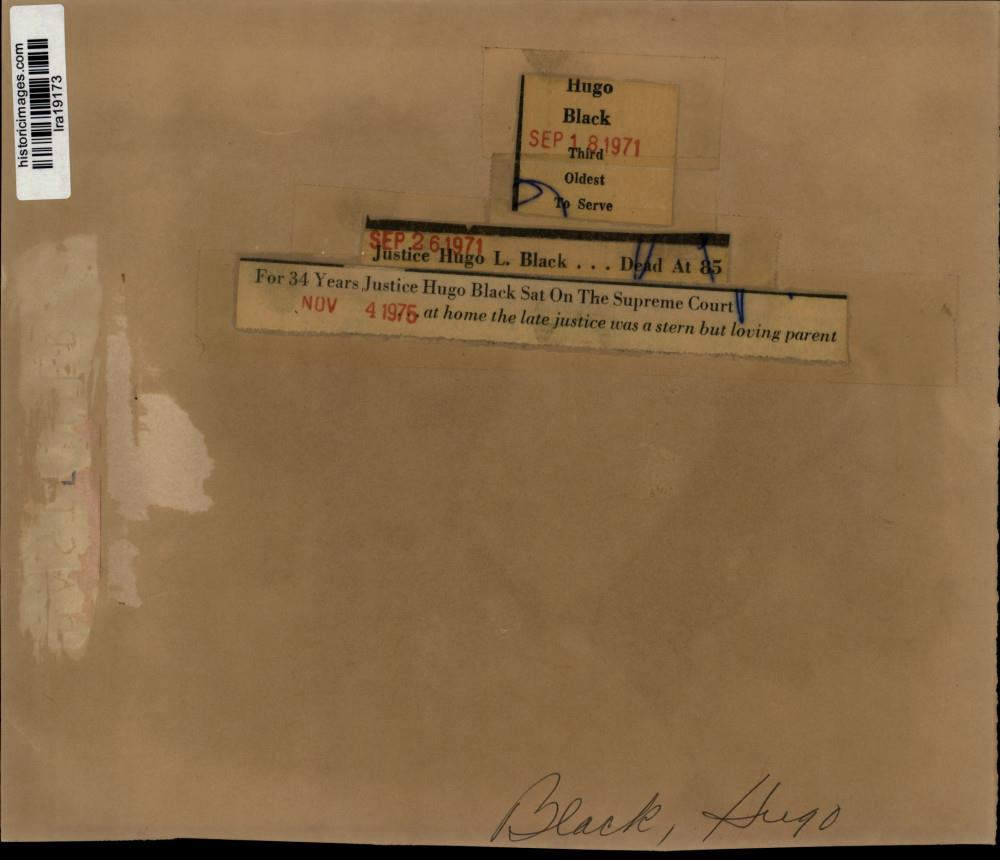 historicimages.com
lra19173
Hugo
Black
SEP 18 1971
Third
Oldest
To Serve
SEP 26 1971
Justice Hugo L. Black . . . Dead At 85
For 34 Years Justice Hugo Black Sat On The Supreme Court
NOV 4 1975
. . . at home the late justice was a stern but loving parent
Black, Hugo